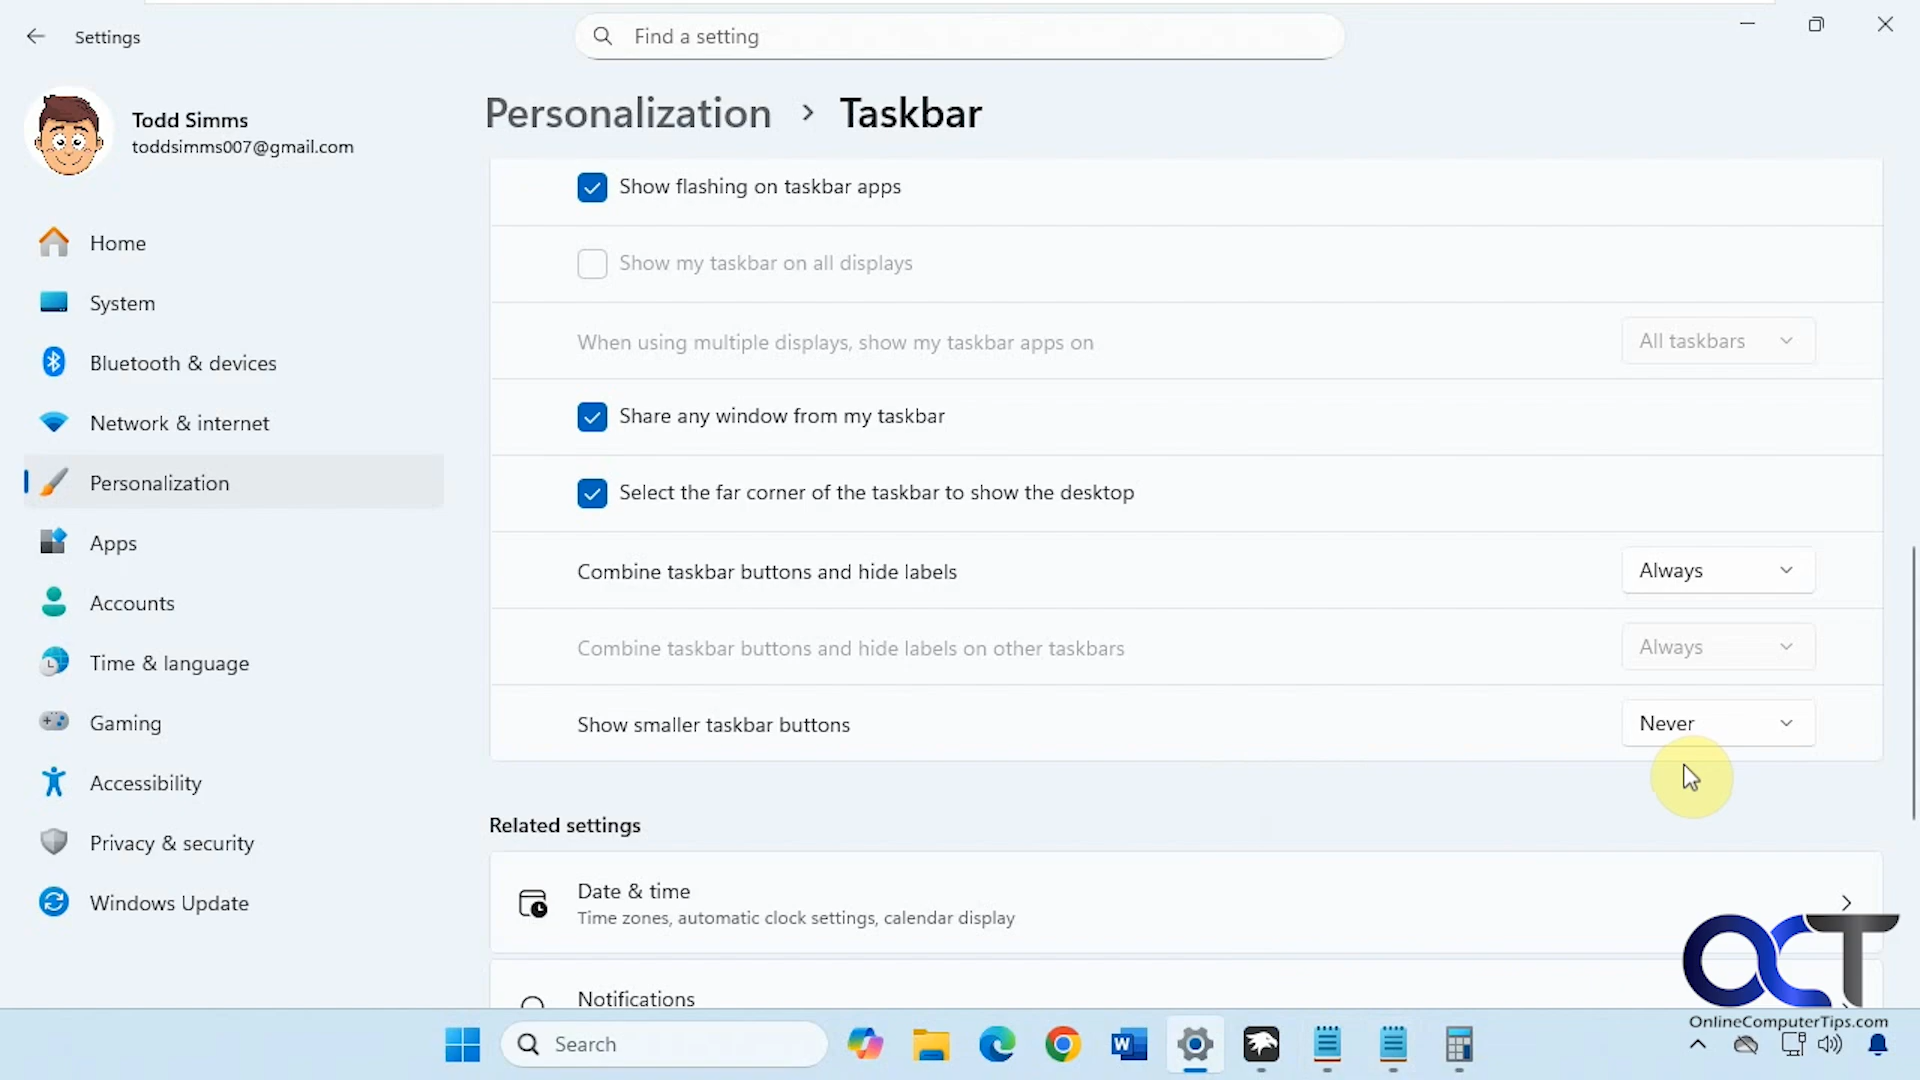 Settings
Find a setting
Todd Simms
toddsimms007@gmail.com
Home
System
Bluetooth & devices
Network & internet
Personalization
Apps
Accounts
Time & language
Gaming
Accessibility
Privacy & security
Windows Update
Personalization > Taskbar
Show flashing on taskbar apps
Show my taskbar on all displays
When using multiple displays, show my taskbar apps on
All taskbars
Share any window from my taskbar
Select the far corner of the taskbar to show the desktop
Combine taskbar buttons and hide labels
Always
Combine taskbar buttons and hide labels on other taskbars
Always
Show smaller taskbar buttons
Never
Related settings
Date & time
Time zones, automatic clock settings, calendar display
Notifications
OCT
OnlineComputerTips.com
Search
W